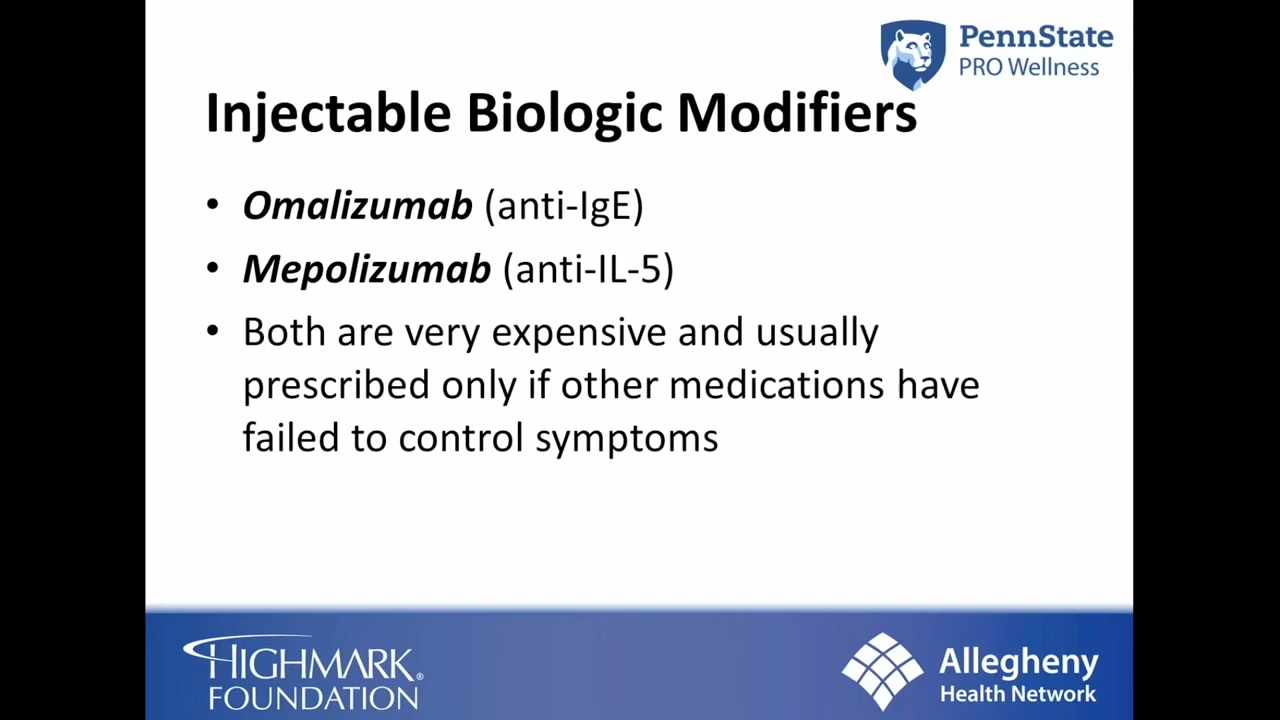 PennState
PRO Wellness
Injectable Biologic Modifiers
• Omalizumab (anti-IgE)
• Mepolizumab (anti-IL-5)
• Both are very expensive and usually
prescribed only if other medications have
failed to control symptoms
HIGHMARK®
FOUNDATION
Allegheny
Health Network